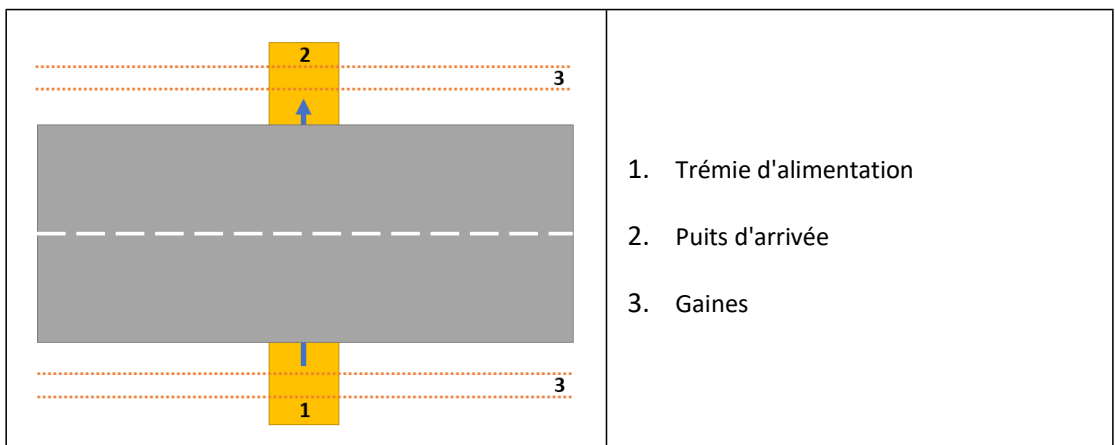 2
3
3
1
1. Trémie d'alimentation
2. Puits d'arrivée
3. Gaines